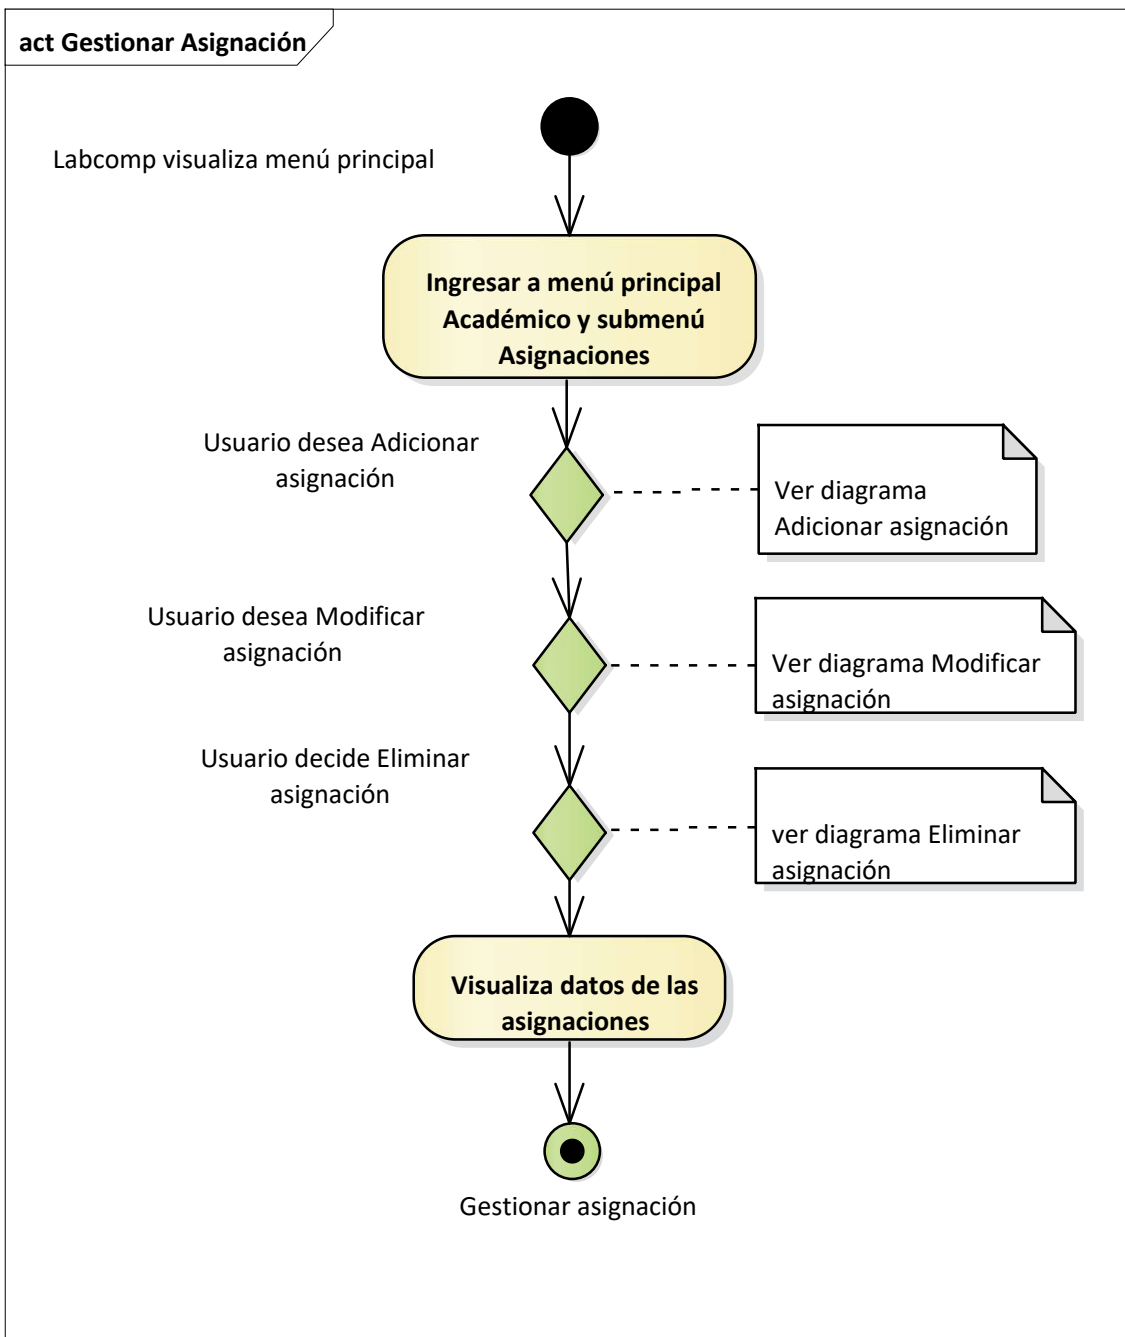 act Gestionar Asignación
Labcomp visualiza menú principal
Ingresar a menú principal
Académico y submenú
Asignaciones
Usuario desea Adicionar
asignación
Ver diagrama
Adicionar asignación
Usuario desea Modificar
asignación
Ver diagrama Modificar
asignación
Usuario decide Eliminar
asignación
ver diagrama Eliminar
asignación
Visualiza datos de las
asignaciones
Gestionar asignación